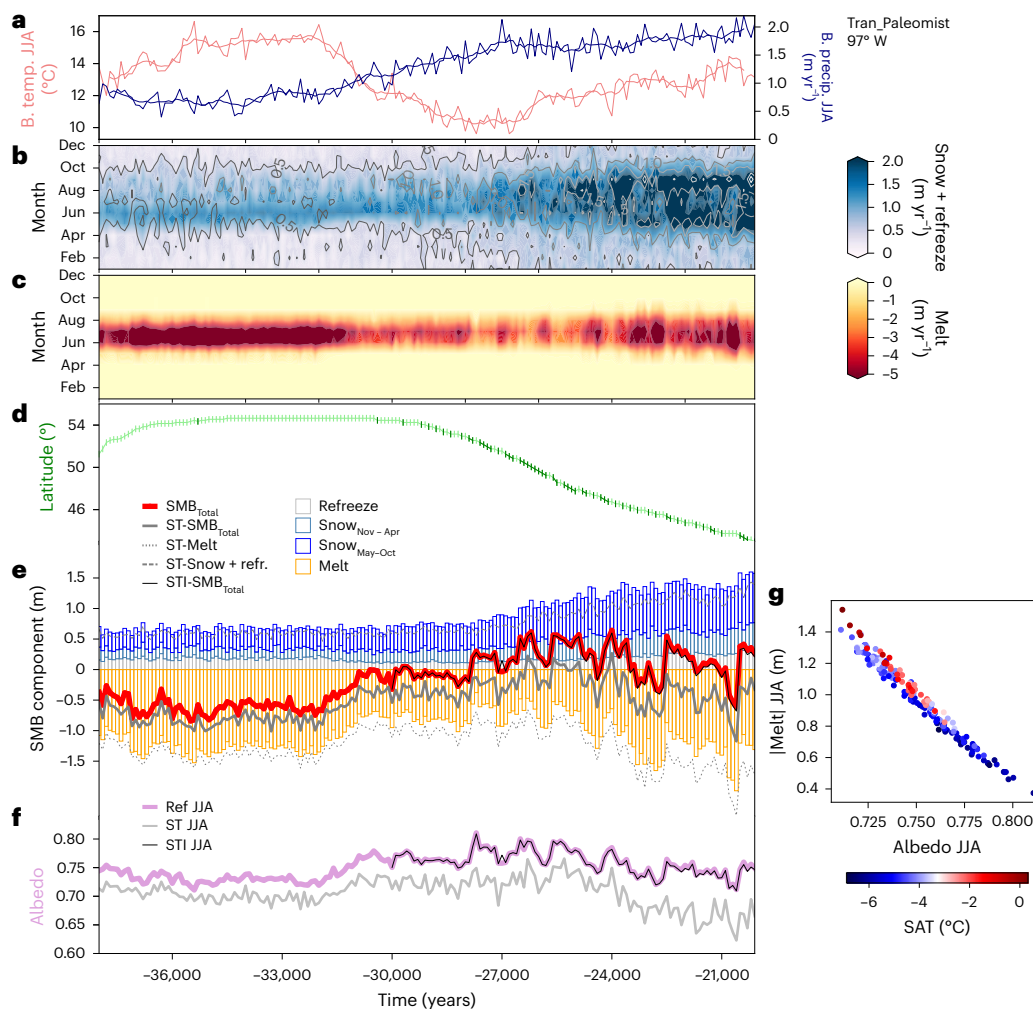 a
16
14
12
10
B. temp. JJA
(°C)
2.0
1.5
1.0
0.5
0
B. precip. JJA
(m yr⁻¹)
Tran_Paleomist
97° W
b
Dec
Oct
Aug
Jun
Apr
Feb
Month
0.5
0.5
0.5
2.0
1.5
1.0
0.5
0
Snow + refreeze
(m yr⁻¹)
c
Dec
Oct
Aug
Jun
Apr
Feb
Month
0
−1
−2
−3
−4
−5
Melt
(m yr⁻¹)
d
54
50
46
Latitude (°)
SMB_Total
ST-SMB_Total
ST-Melt
ST-Snow + refr.
STI-SMB_Total
Refreeze
Snow_Nov – Apr
Snow_May–Oct
Melt
e
1.5
1.0
0.5
0
−0.5
−1.0
−1.5
SMB component (m)
f
Ref JJA
ST JJA
STI JJA
0.80
0.75
0.70
0.65
0.60
Albedo
−36,000
−33,000
−30,000
−27,000
−24,000
−21,000
Time (years)
g
1.4
1.2
1.0
0.8
0.6
0.4
|Melt| JJA (m)
0.725
0.750
0.775
0.800
Albedo JJA
−6
−4
−2
0
SAT (°C)